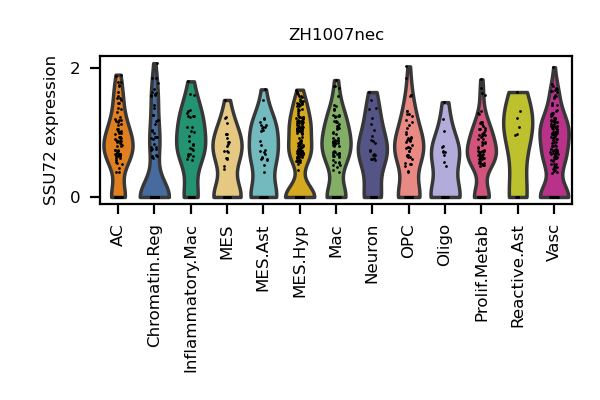 ZH1007nec
SSU72 expression
2
0
AC
Chromatin.Reg
Inflammatory.Mac
MES
MES.Ast
MES.Hyp
Mac
Neuron
OPC
Oligo
Prolif.Metab
Reactive.Ast
Vasc